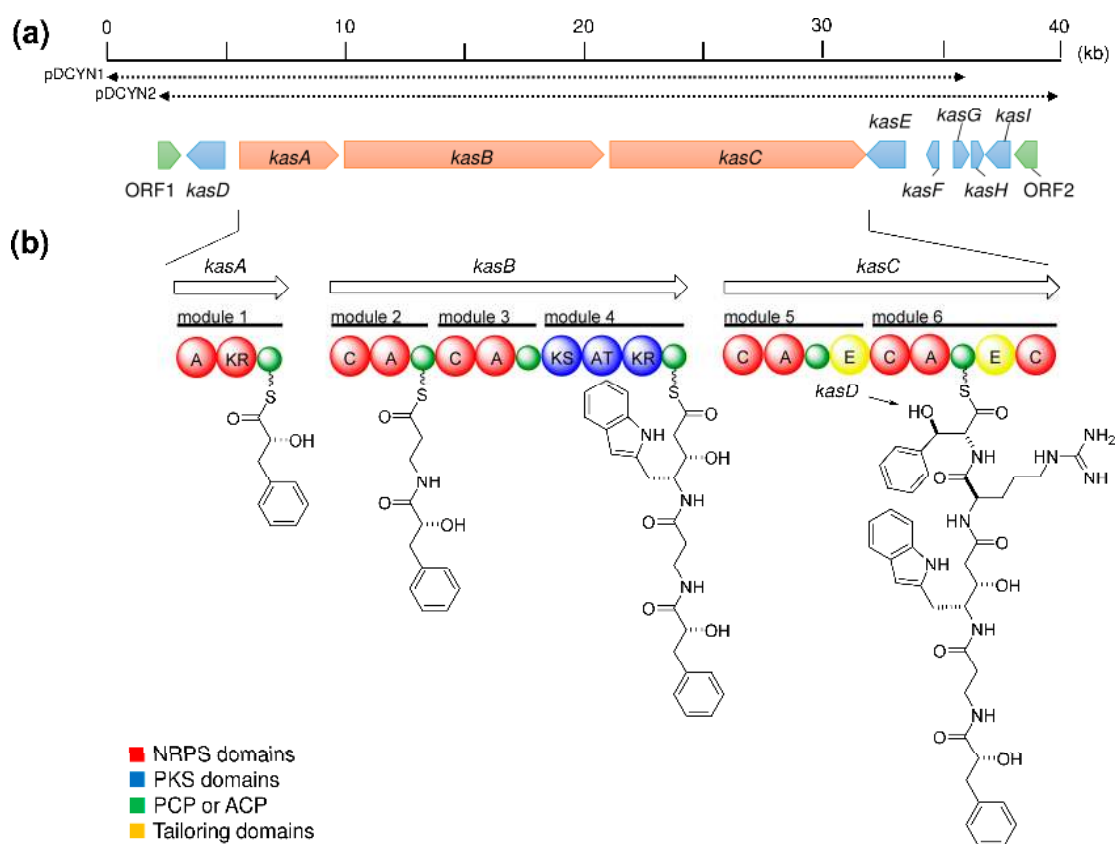 (a)
0 10 20 30 40
(kb)
pDCYN1
pDCYN2
kasG kasI
kasE
kasA kasB kasC
ORF1 kasD kasF kasH ORF2
(b)
kasA kasB kasC
module 1 module 2 module 3 module 4 module 5 module 6
A KR C A C A KS AT KR C A E C A E C
kasD
S S S S
O OH
O NH O OH
NH O OH NH O NH O OH
HO O NH O H N NH2 NH
NH O NH OH NH O NH O OH
NRPS domains
PKS domains
PCP or ACP
Tailoring domains